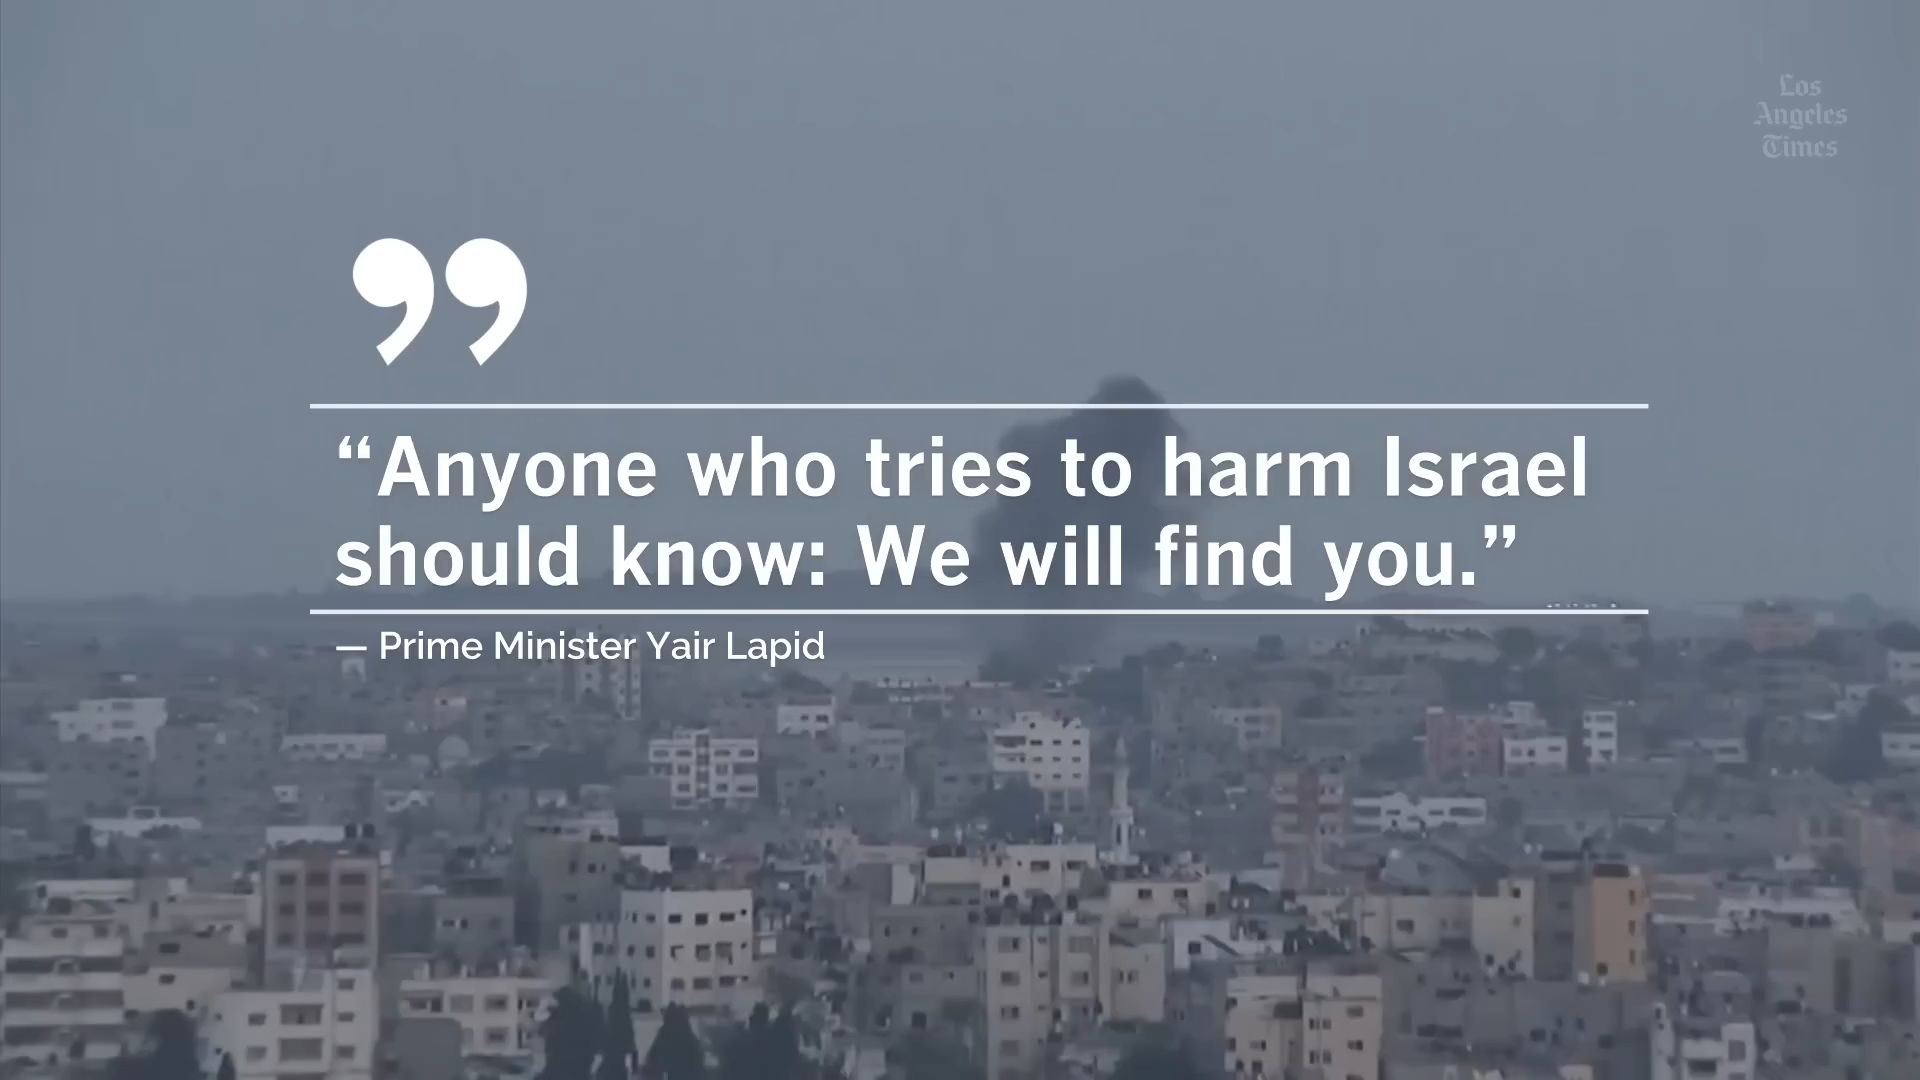 Los
Angeles
Times
”
“Anyone who tries to harm Israel
should know: We will find you.”
— Prime Minister Yair Lapid